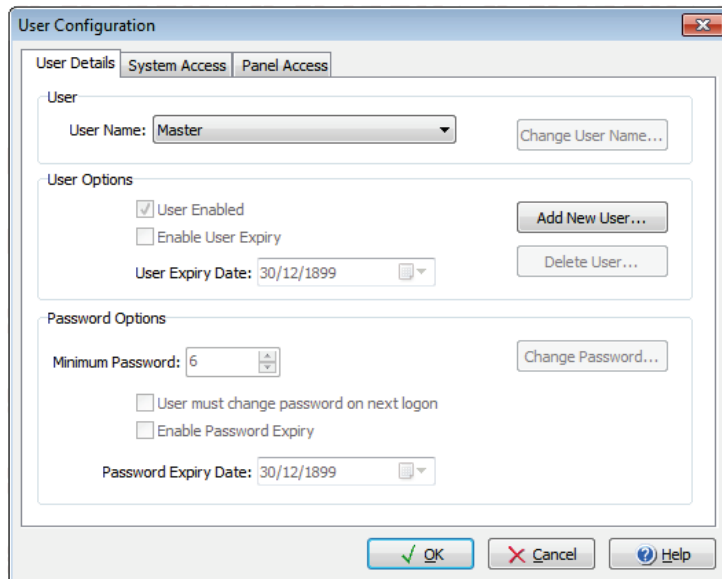 User Configuration
User Details System Access Panel Access
User
User Name: Master
Change User Name...
User Options
User Enabled
Add New User...
Enable User Expiry
User Expiry Date: 30/12/1899
Delete User...
Password Options
Minimum Password: 6
Change Password...
User must change password on next logon
Enable Password Expiry
Password Expiry Date: 30/12/1899
OK Cancel Help